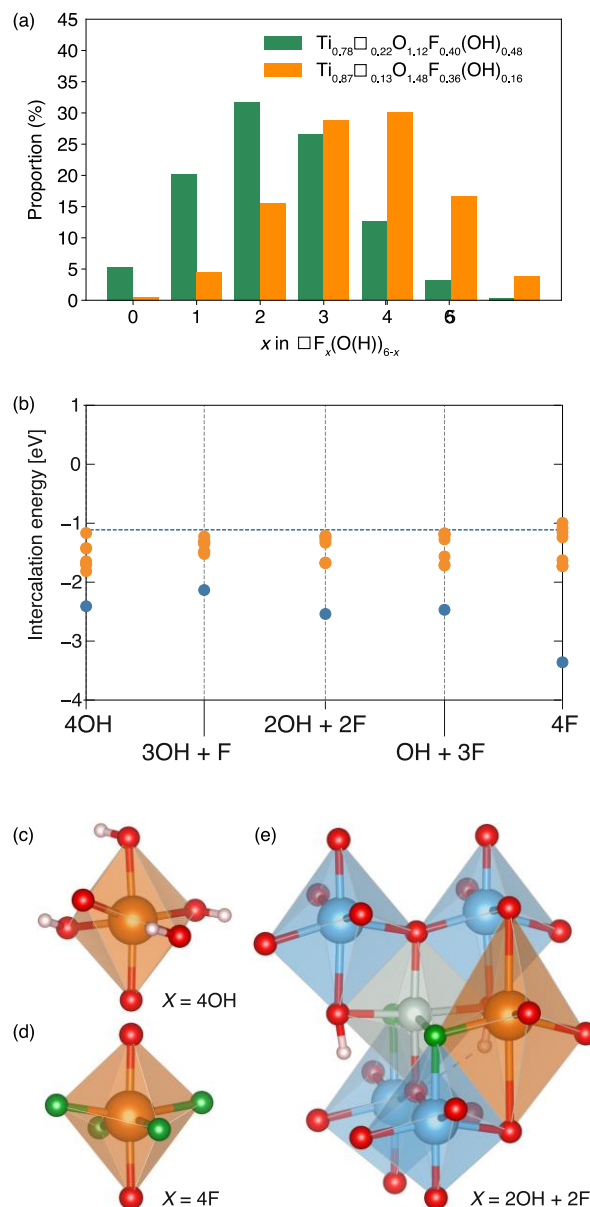 (a)
Ti0.78□0.22O1.12F0.40(OH)0.48
Ti0.87□0.13O1.48F0.36(OH)0.16
Proportion (%)
45
40
35
30
25
20
15
10
5
0
0 1 2 3 4 6
x in □Fx(O(H))6-x
(b)
Intercalation energy [eV]
1
0
−1
−2
−3
−4
4OH 2OH + 2F 4F
3OH + F OH + 3F
(c)
X = 4OH
(d)
X = 4F
(e)
X = 2OH + 2F